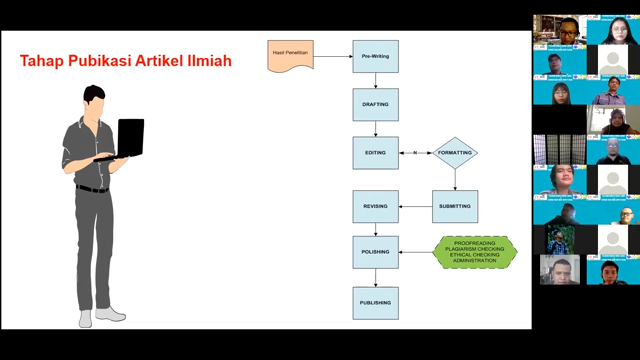 Tahap Pubikasi Artikel Ilmiah
Hasil Penelitian
Pre-Writing
DRAFTING
EDITING
N
FORMATTING
REVISING
SUBMITTING
POLISHING
PROOFREADING
PLAGIARISM CHECKING
ETHICAL CHECKING
ADMINISTRATION
PUBLISHING